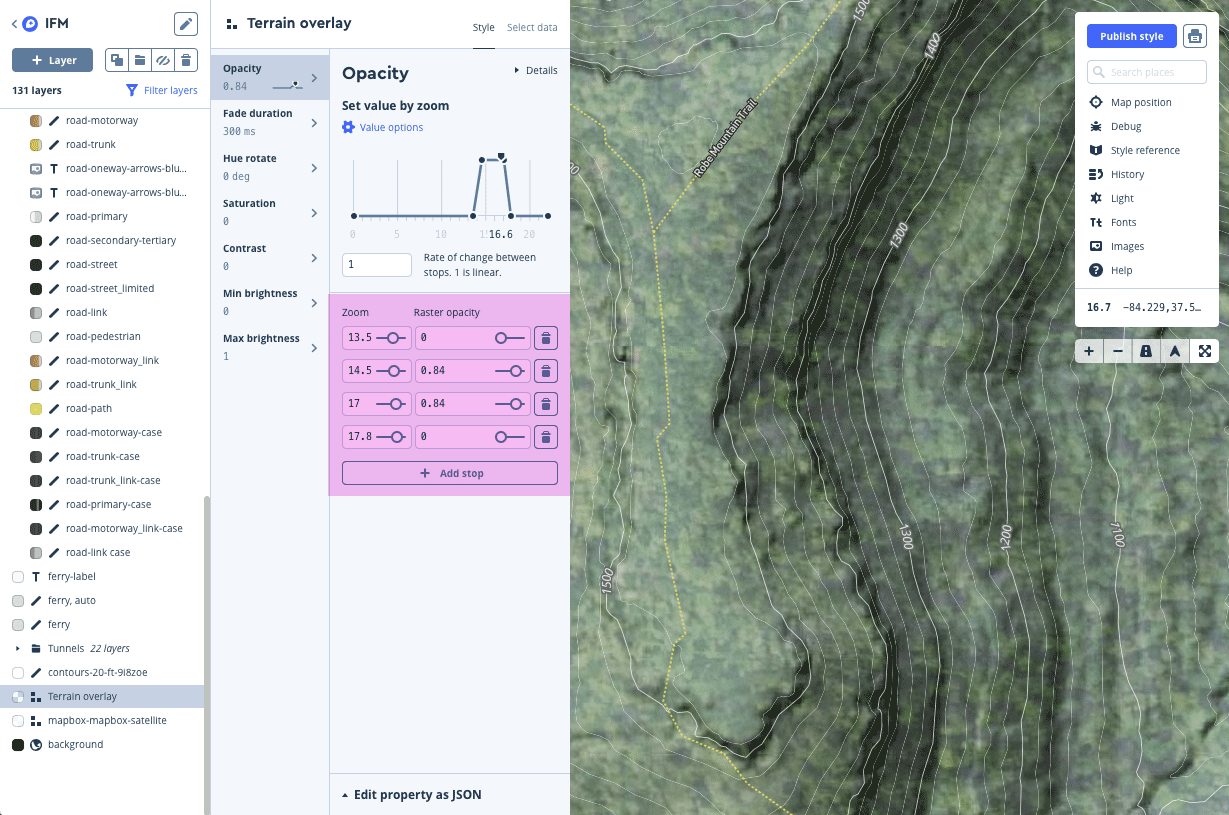 IFM
Layer
131 layers
Filter layers
road-motorway
road-trunk
T road-oneway-arrows-blu...
T road-oneway-arrows-blu...
road-primary
road-secondary-tertiary
road-street
road-street_limited
road-link
road-pedestrian
road-motorway_link
road-trunk_link
road-path
road-motorway-case
road-trunk-case
road-trunk_link-case
road-primary-case
road-motorway_link-case
road-link case
T ferry-label
ferry, auto
ferry
Tunnels 22 layers
contours-20-ft-9i8zoe
Terrain overlay
mapbox-mapbox-satellite
background
Terrain overlay
Style
Select data
Opacity
0.84
Fade duration
300 ms
Hue rotate
0 deg
Saturation
0
Contrast
0
Min brightness
0
Max brightness
1
Opacity
Details
Set value by zoom
Value options
0 5 10 16.6 20
1
Rate of change between
stops. 1 is linear.
Zoom Raster opacity
13.5 0
14.5 0.84
17 0.84
17.8 0
Add stop
Edit property as JSON
1500
1400
Robe Mountain Trail
1300
1300
1200
1100
1500
Publish style
Search places
Map position
Debug
Style reference
History
Light
Tt Fonts
Images
Help
16.7 -84.229,37.5…